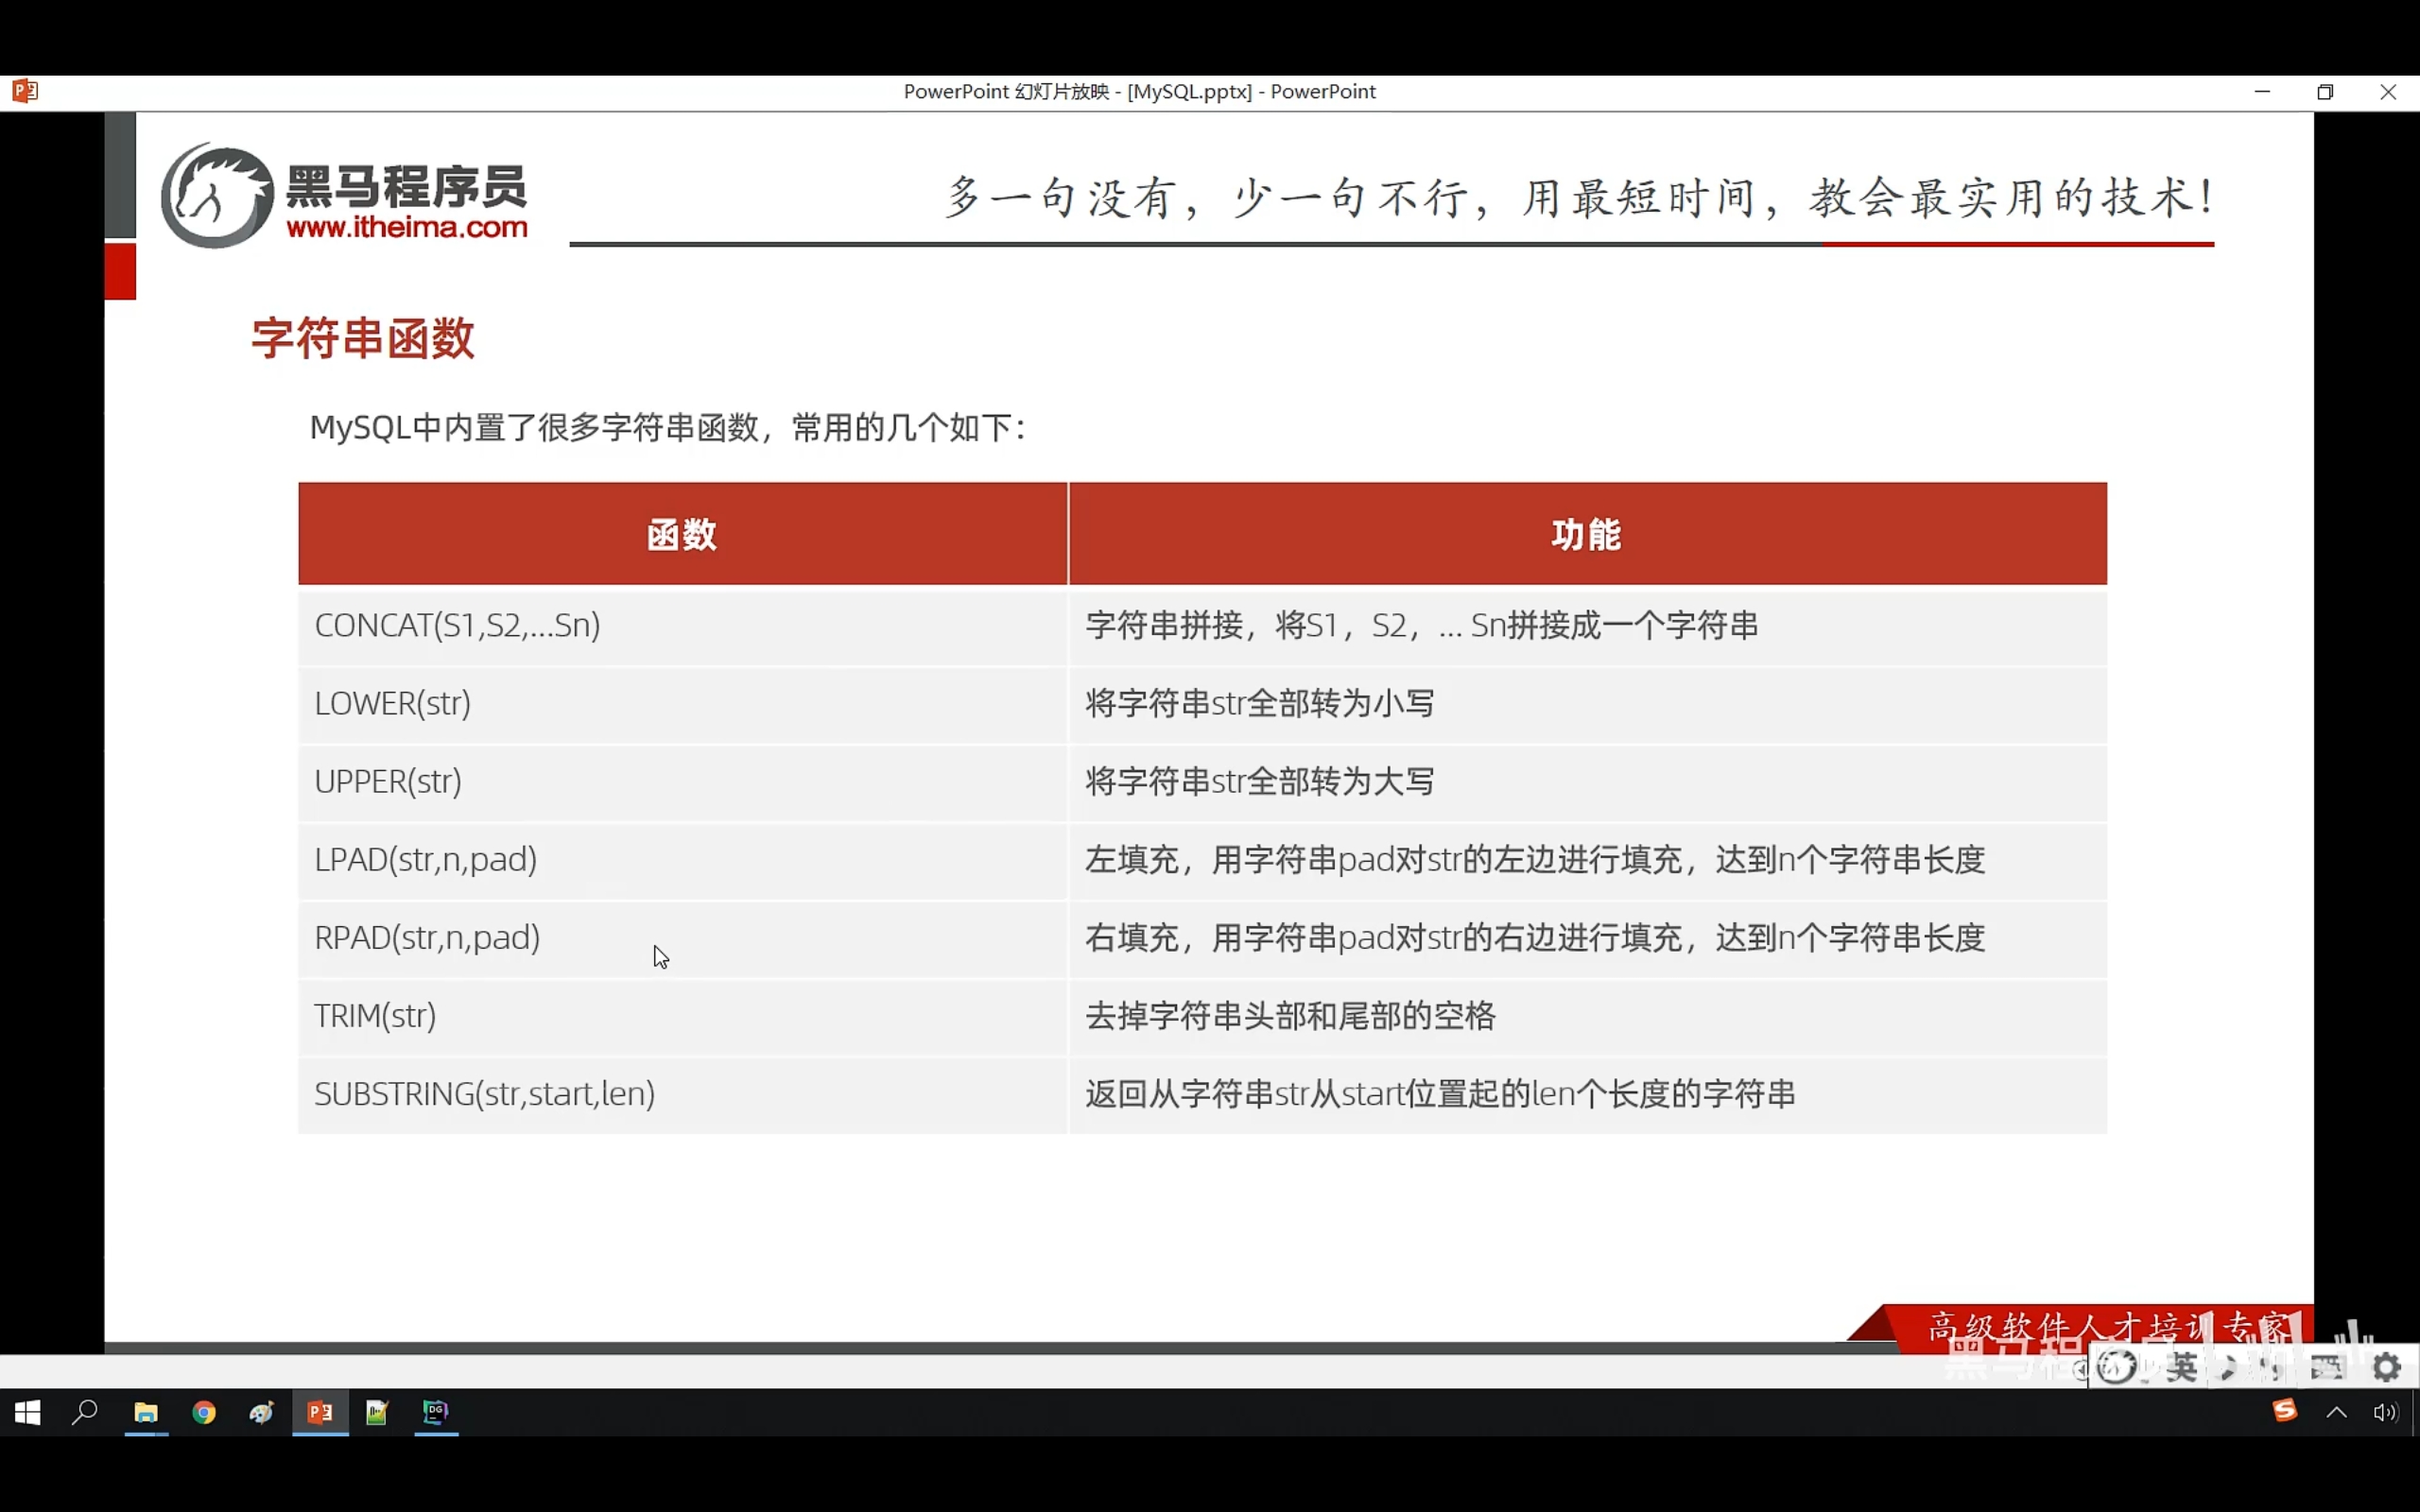 PowerPoint 幻灯片放映 - [MySQL.pptx] - PowerPoint
黑马程序员
www.itheima.com
多一句没有，少一句不行，用最短时间，教会最实用的技术！
字符串函数
MySQL中内置了很多字符串函数，常用的几个如下：
函数 功能
CONCAT(S1,S2,...Sn) 字符串拼接，将S1，S2，... Sn拼接成一个字符串
LOWER(str) 将字符串str全部转为小写
UPPER(str) 将字符串str全部转为大写
LPAD(str,n,pad) 左填充，用字符串pad对str的左边进行填充，达到n个字符串长度
RPAD(str,n,pad) 右填充，用字符串pad对str的右边进行填充，达到n个字符串长度
TRIM(str) 去掉字符串头部和尾部的空格
SUBSTRING(str,start,len) 返回从字符串str从start位置起的len个长度的字符串
高级软件人才培训专家
英